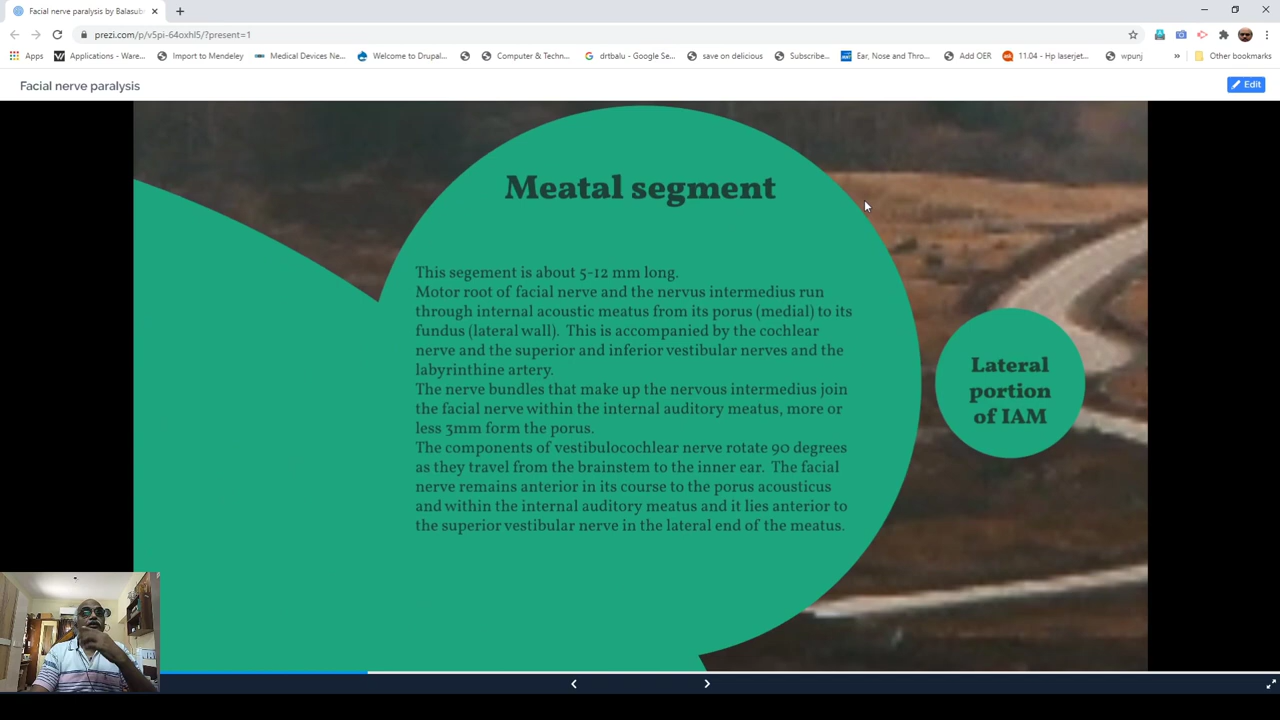 Facial nerve paralysis by Balasub
prezi.com/p/v5pi-64oxhl5/?present=1
Apps
Applications - Ware...
Import to Mendeley
Medical Devices Ne...
Welcome to Drupal...
Computer & Techn...
drtbalu - Google Se...
save on delicious
Subscribe...
Ear, Nose and Thro...
Add OER
11.04 - Hp laserjet...
wpunj
»
Other bookmarks
Facial nerve paralysis
Edit
Meatal segment
This segement is about 5-12 mm long.
Motor root of facial nerve and the nervus intermedius run
through internal acoustic meatus from its porus (medial) to its
fundus (lateral wall). This is accompanied by the cochlear
nerve and the superior and inferior vestibular nerves and the
labyrinthine artery.
The nerve bundles that make up the nervous intermedius join
the facial nerve within the internal auditory meatus, more or
less 3mm form the porus.
The components of vestibulocochlear nerve rotate 90 degrees
as they travel from the brainstem to the inner ear. The facial
nerve remains anterior in its course to the porus acousticus
and within the internal auditory meatus and it lies anterior to
the superior vestibular nerve in the lateral end of the meatus.
Lateral
portion
of IAM